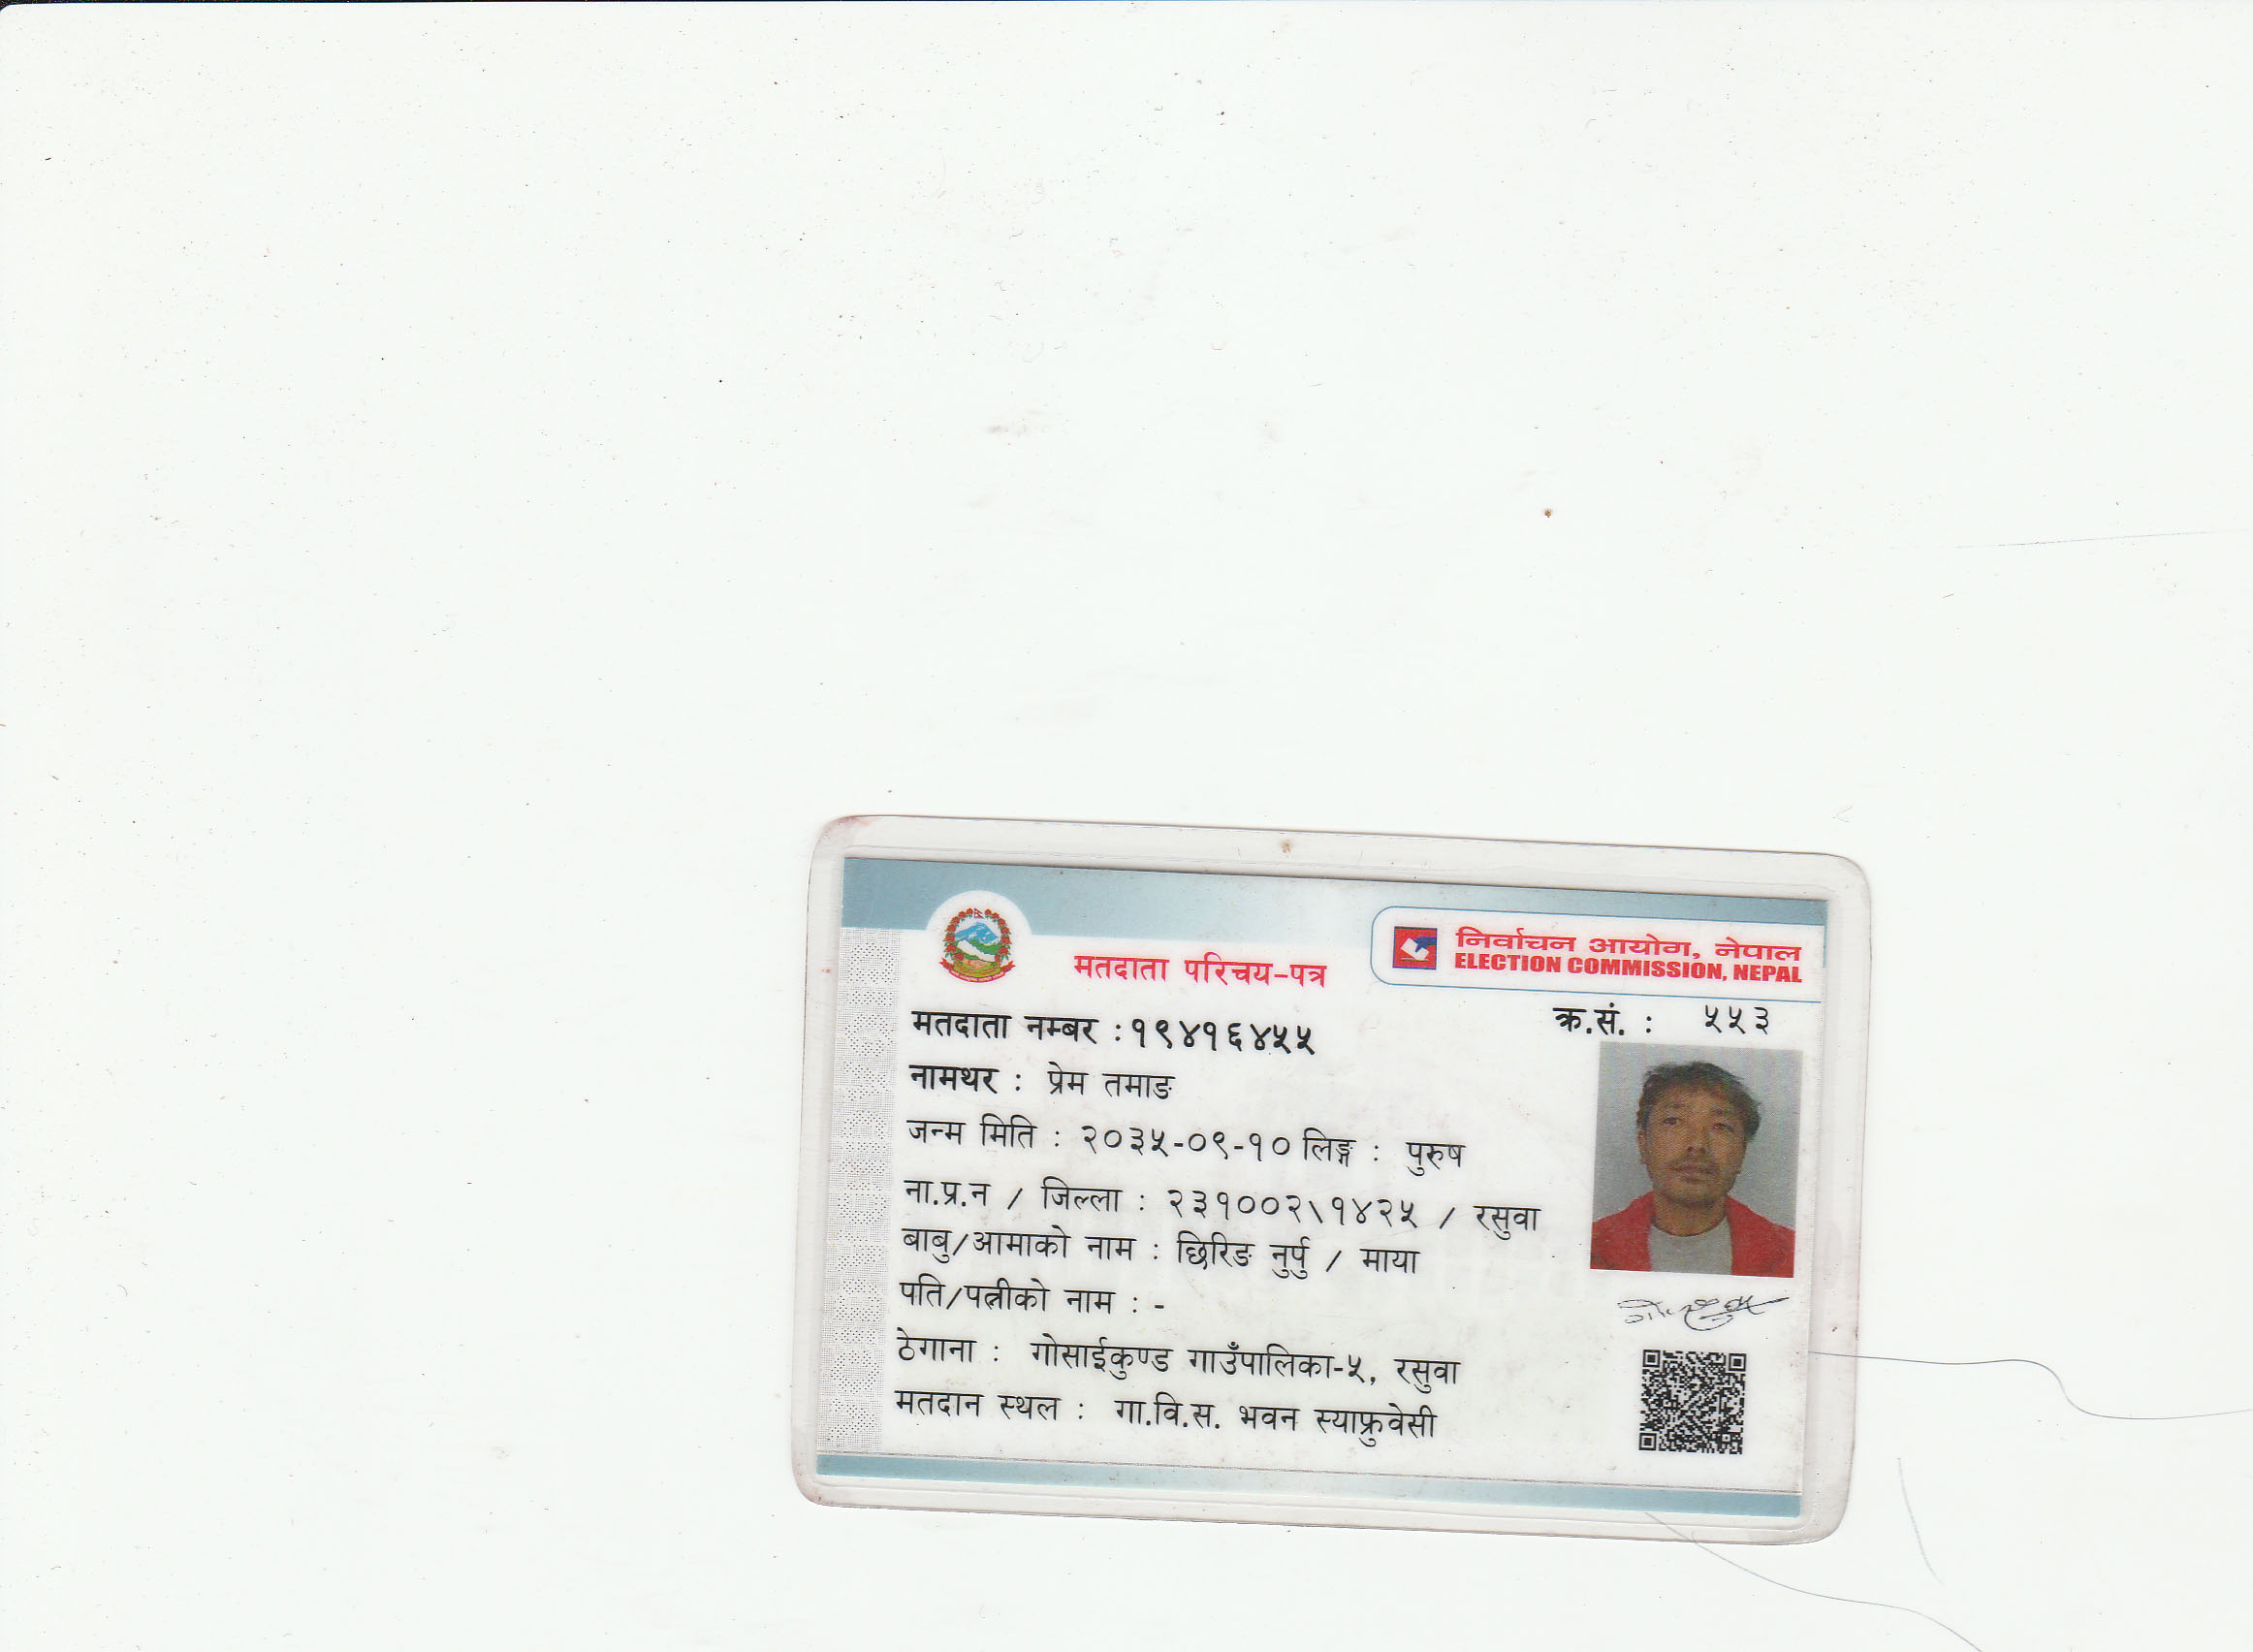 निर्वाचन आयोग, नेपाल
ELECTION COMMISSION, NEPAL
मतदाता परिचय-पत्र
क्र.सं. : ५५३
मतदाता नम्बर : १९४१६४५५
नामथर : प्रेम तमाङ
जन्म मिति : २०३५-०९-१० लिङ्ग : पुरुष
ना.प्र.न / जिल्ला : २३१००२\१४२५ / रसुवा
बाबु/आमाको नाम : छिरिङ नुर्पु / माया
पति/पत्नीको नाम : -
ठेगाना : गोसाईकुण्ड गाउँपालिका-५, रसुवा
मतदान स्थल : गा.वि.स. भवन स्याफ्रुवेसी